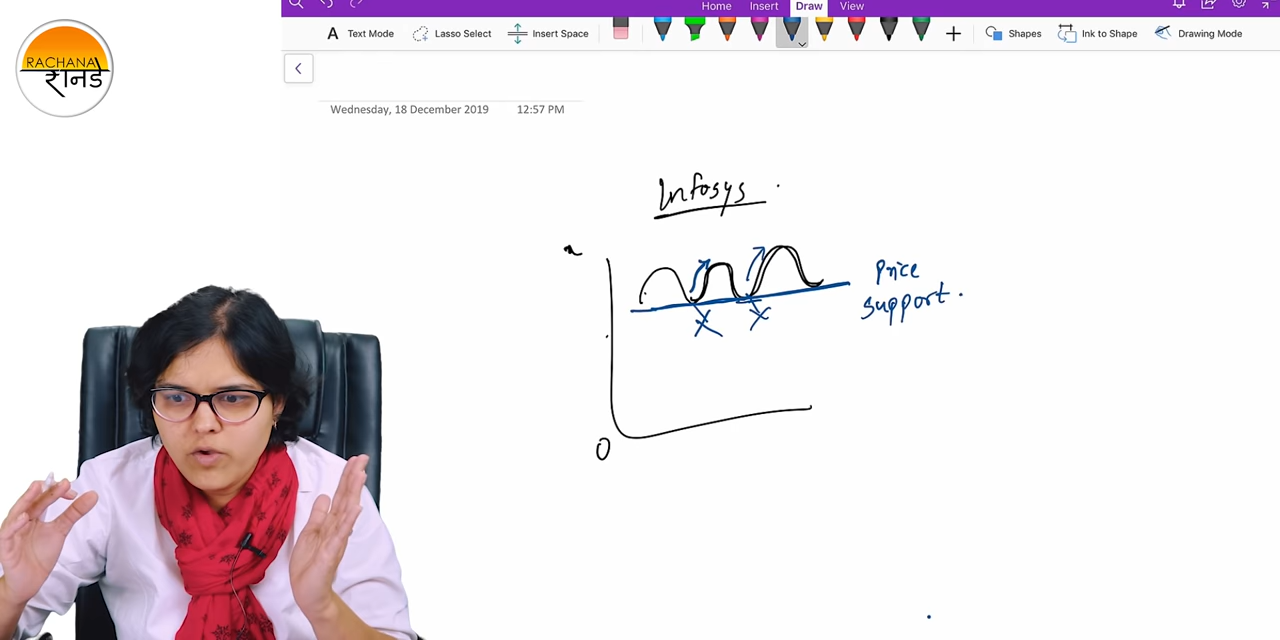 RACHANA
रानडे
Home Insert Draw View
Text Mode Lasso Select Insert Space Shapes Ink to Shape Drawing Mode
Wednesday, 18 December 2019 12:57 PM
Infosys
Price
support.
0